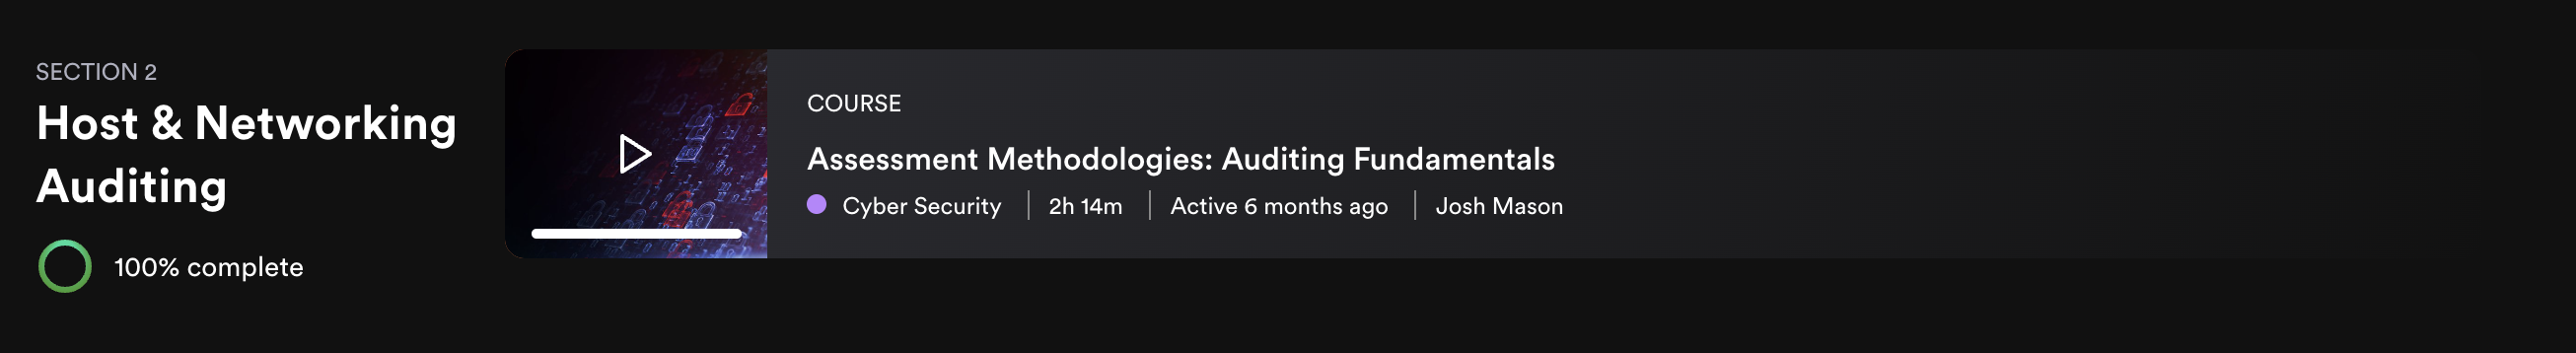 SECTION 2
Host & Networking
Auditing
100% complete
COURSE
Assessment Methodologies: Auditing Fundamentals
Cyber Security | 2h 14m | Active 6 months ago | Josh Mason